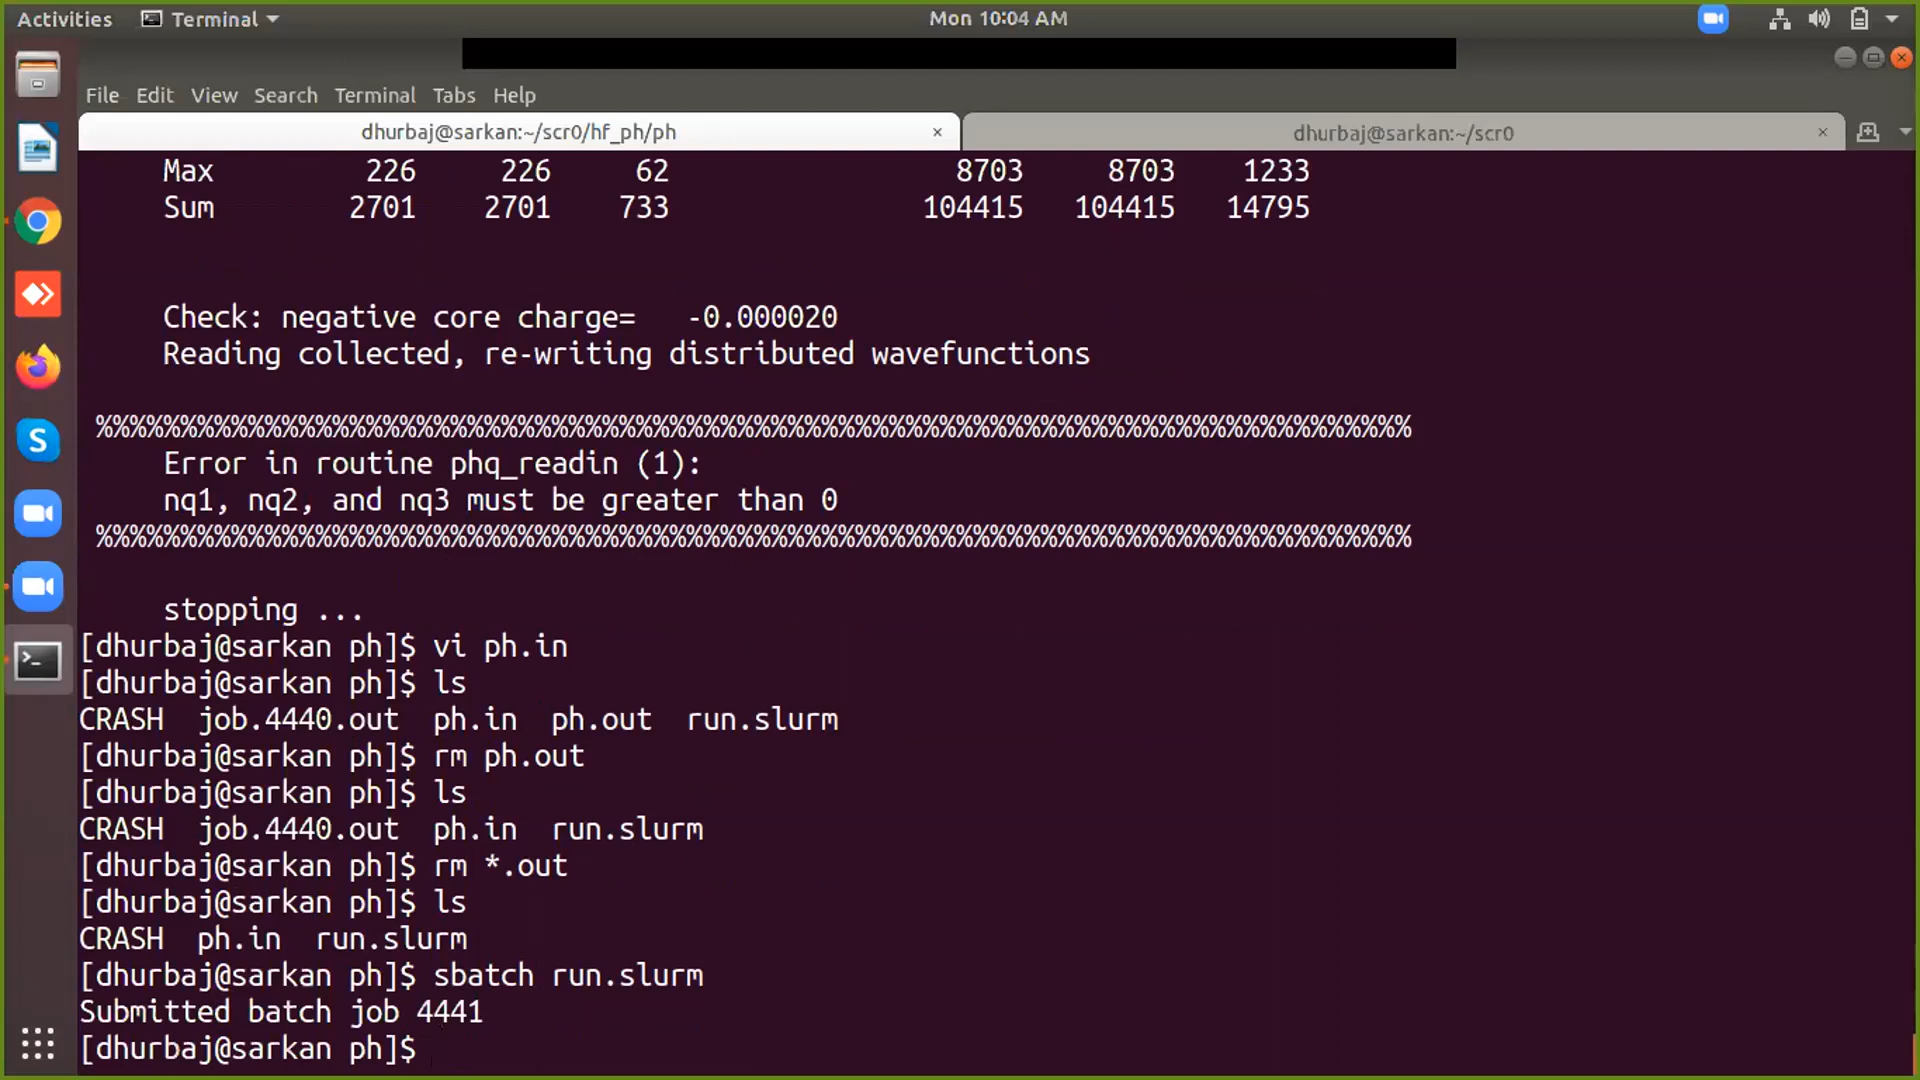 Activities Terminal Mon 10:04 AM
File Edit View Search Terminal Tabs Help
dhurbaj@sarkan:~/scr0/hf_ph/ph × dhurbaj@sarkan:~/scr0 ×
Max 226 226 62 8703 8703 1233
Sum 2701 2701 733 104415 104415 14795
Check: negative core charge= -0.000020
Reading collected, re-writing distributed wavefunctions
%%%%%%%%%%%%%%%%%%%%%%%%%%%%%%%%%%%%%%%%%%%%%%%%%%%%%%%%%%%%%%%%%%%%%%%%%%%%%%%%
Error in routine phq_readin (1):
nq1, nq2, and nq3 must be greater than 0
%%%%%%%%%%%%%%%%%%%%%%%%%%%%%%%%%%%%%%%%%%%%%%%%%%%%%%%%%%%%%%%%%%%%%%%%%%%%%%%%
stopping ...
[dhurbaj@sarkan ph]$ vi ph.in
[dhurbaj@sarkan ph]$ ls
CRASH job.4440.out ph.in ph.out run.slurm
[dhurbaj@sarkan ph]$ rm ph.out
[dhurbaj@sarkan ph]$ ls
CRASH job.4440.out ph.in run.slurm
[dhurbaj@sarkan ph]$ rm *.out
[dhurbaj@sarkan ph]$ ls
CRASH ph.in run.slurm
[dhurbaj@sarkan ph]$ sbatch run.slurm
Submitted batch job 4441
[dhurbaj@sarkan ph]$